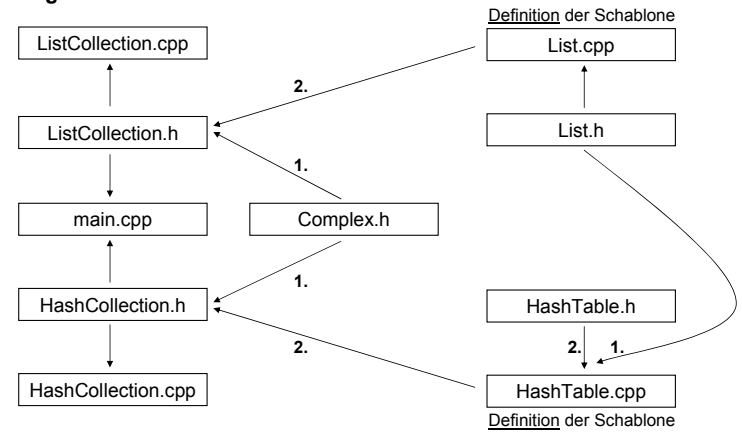 Definition der Schablone
ListCollection.cpp
List.cpp
2.
ListCollection.h
List.h
1.
main.cpp
Complex.h
1.
HashCollection.h
HashTable.h
2.
2. 1.
HashCollection.cpp
HashTable.cpp
Definition der Schablone